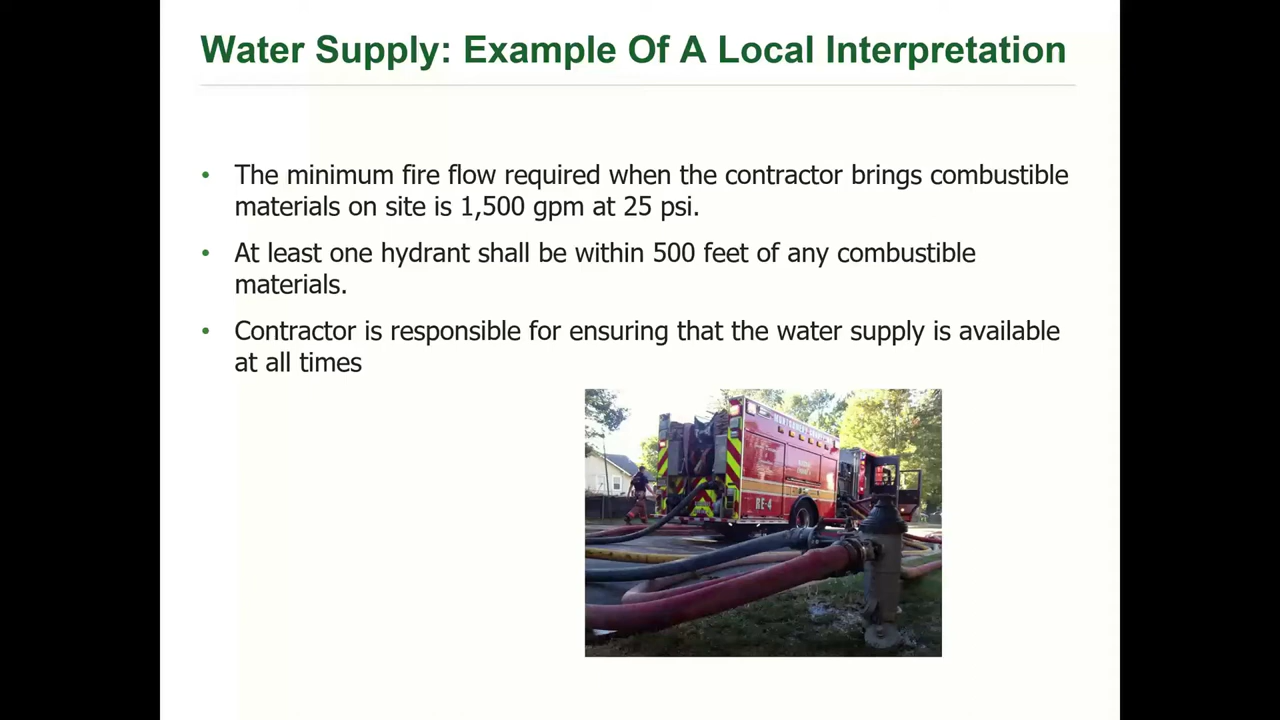 Water Supply: Example Of A Local Interpretation
• The minimum fire flow required when the contractor brings combustible
materials on site is 1,500 gpm at 25 psi.
• At least one hydrant shall be within 500 feet of any combustible
materials.
• Contractor is responsible for ensuring that the water supply is available
at all times
RE-4